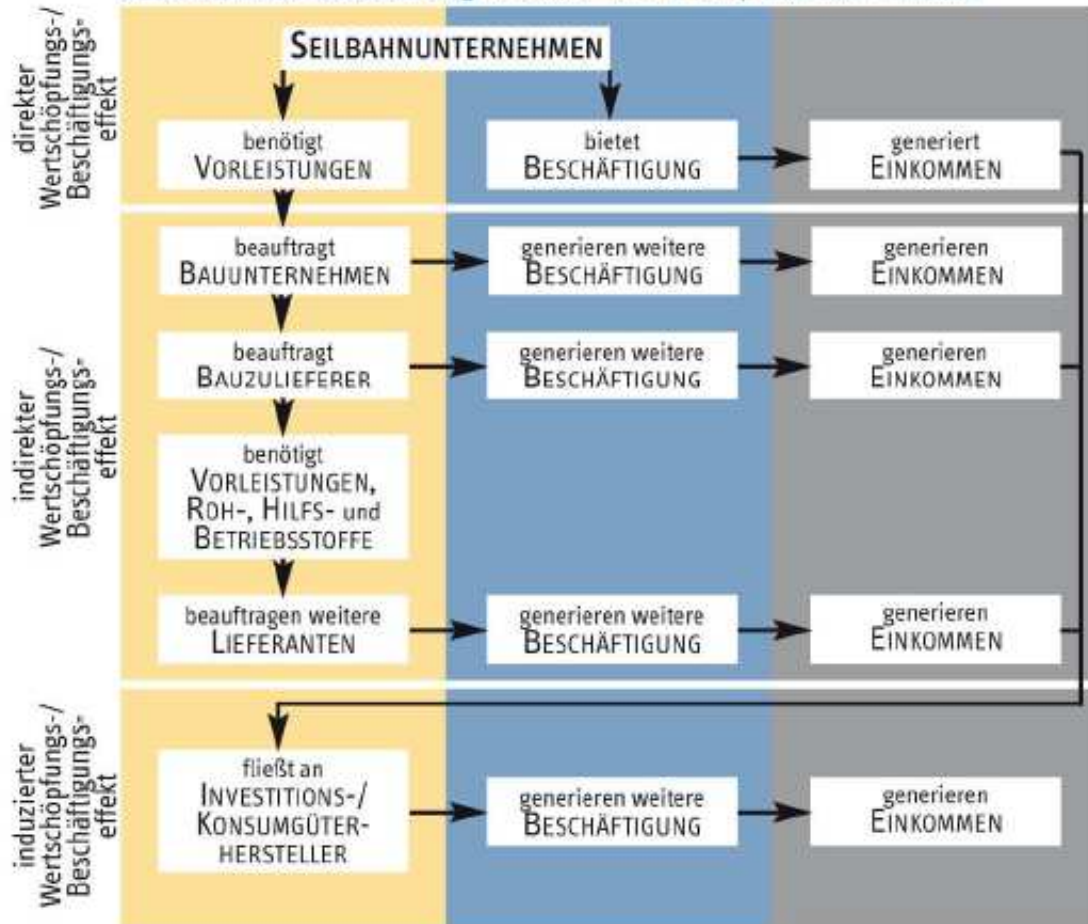 SEILBAHNUNTERNEHMEN
direkter
Wertschöpfungs-/
Beschäftigungs-
effekt
benötigt
VORLEISTUNGEN
bietet
BESCHÄFTIGUNG
generiert
EINKOMMEN
indirekter
Wertschöpfungs-/
Beschäftigungs-
effekt
beauftragt
BAUUNTERNEHMEN
generieren weitere
BESCHÄFTIGUNG
generieren
EINKOMMEN
beauftragt
BAUZULIEFERER
generieren weitere
BESCHÄFTIGUNG
generieren
EINKOMMEN
benötigt
VORLEISTUNGEN,
ROH-, HILFS- und
BETRIEBSSTOFFE
beauftragen weitere
LIEFERANTEN
generieren weitere
BESCHÄFTIGUNG
generieren
EINKOMMEN
induzierter
Wertschöpfungs-/
Beschäftigungs-
effekt
fließt an
INVESTITIONS-/
KONSUMGÜTER-
HERSTELLER
generieren weitere
BESCHÄFTIGUNG
generieren
EINKOMMEN